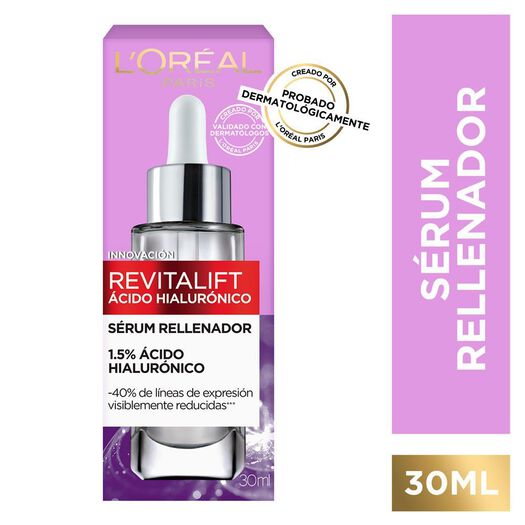 L'ORÉAL
PARIS
CREADO POR
VALIDADO CON
DERMATÓLOGOS
L'ORÉAL PARIS
CREADO POR
PROBADO
DERMATOLÓGICAMENTE
L'ORÉAL PARIS
INNOVACIÓN
REVITALIFT
ÁCIDO HIALURÓNICO
SÉRUM RELLENADOR
1.5% ÁCIDO
HIALURÓNICO
-40% de líneas de expresión
visiblemente reducidas***
30ml
SÉRUM
RELLENADOR
30ML